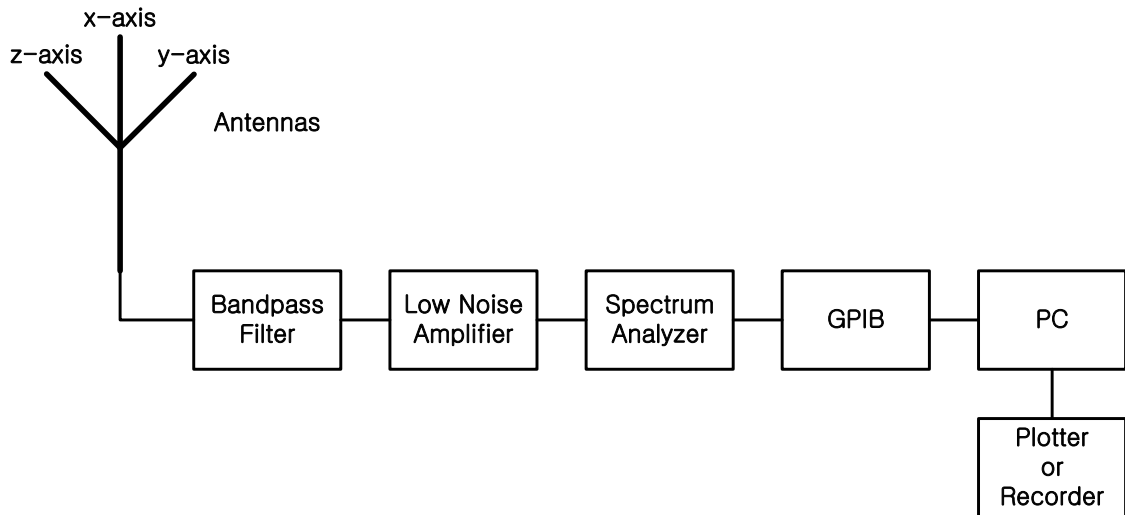 x-axis
z-axis
y-axis
Antennas
Bandpass
Filter
Low Noise
Amplifier
Spectrum
Analyzer
GPIB
PC
Plotter
or
Recorder